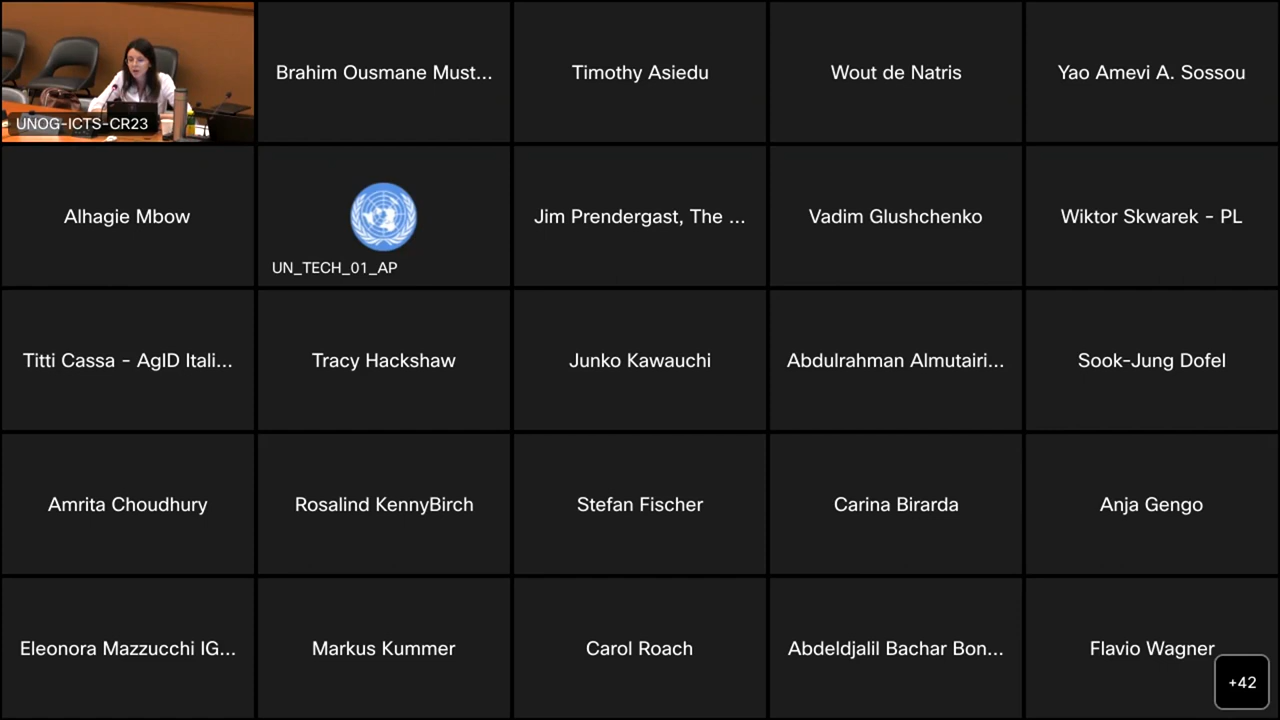 UNOG-ICTS-CR23
Brahim Ousmane Must...
Timothy Asiedu
Wout de Natris
Yao Amevi A. Sossou
Alhagie Mbow
UN_TECH_01_AP
Jim Prendergast, The ...
Vadim Glushchenko
Wiktor Skwarek - PL
Titti Cassa - AgID Itali...
Tracy Hackshaw
Junko Kawauchi
Abdulrahman Almutairi...
Sook-Jung Dofel
Amrita Choudhury
Rosalind KennyBirch
Stefan Fischer
Carina Birarda
Anja Gengo
Eleonora Mazzucchi IG...
Markus Kummer
Carol Roach
Abdeldjalil Bachar Bon...
Flavio Wagner
+42